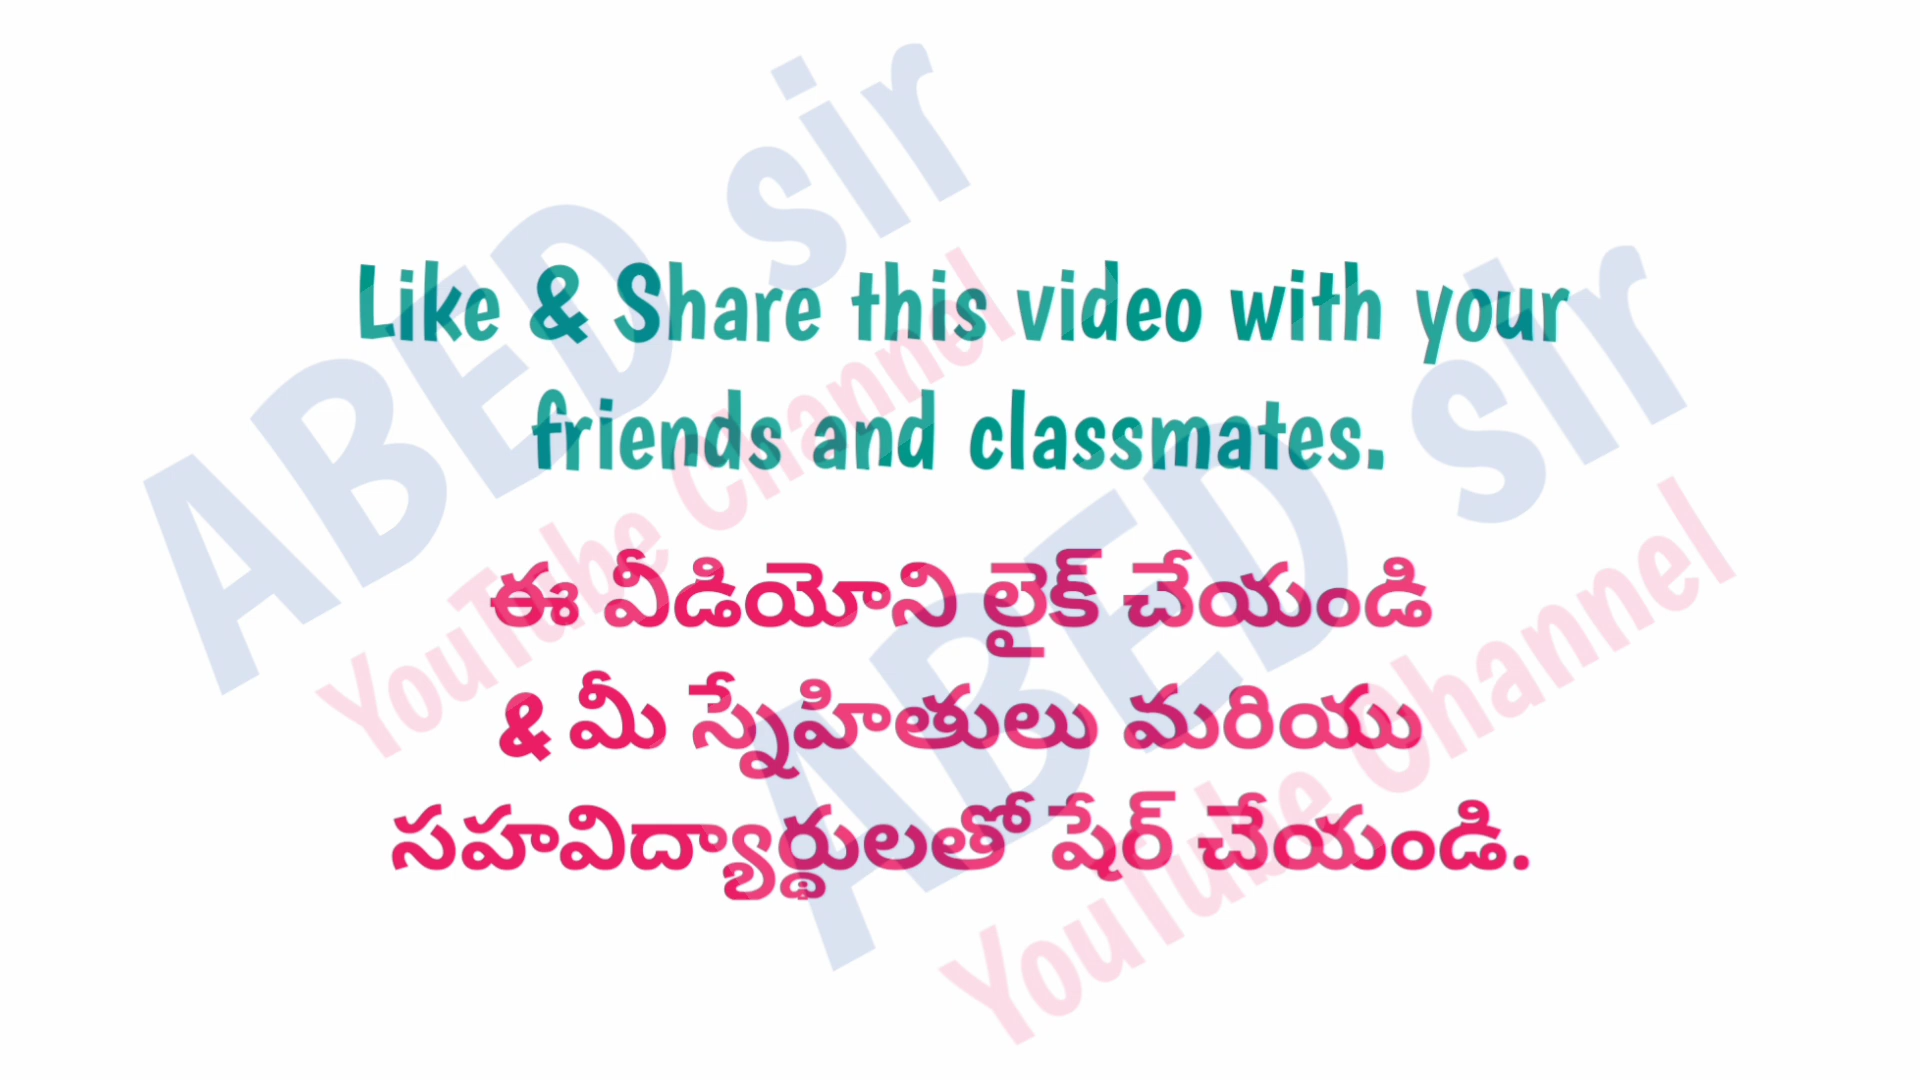 Like & Share this video with your
friends and classmates.
ఈ వీడియోని లైక్ చేయండి
& మీ స్నేహితులు మరియు
సహవిద్యార్థులతో షేర్ చేయండి.
ABED sir
YouTube Channel
ABED sir
YouTube Channel